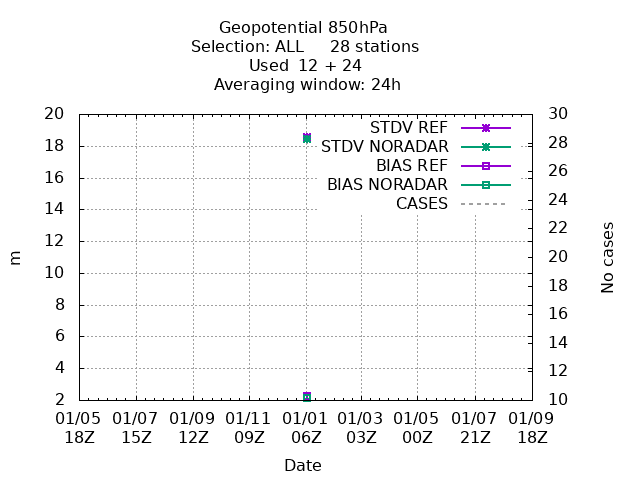 Geopotential 850hPa
Selection: ALL     28 stations
Used  12 + 24
Averaging window: 24h
20 30
STDV REF
28
18 STDV NORADAR
BIAS REF
26
16 BIAS NORADAR
24
14 CASES
22
12
20
10
18
8
16
6
14
4 12
2 10
m
No cases
01/05 01/07 01/09 01/11 01/01 01/03 01/05 01/07 01/09
18Z 15Z 12Z 09Z 06Z 03Z 00Z 21Z 18Z
Date